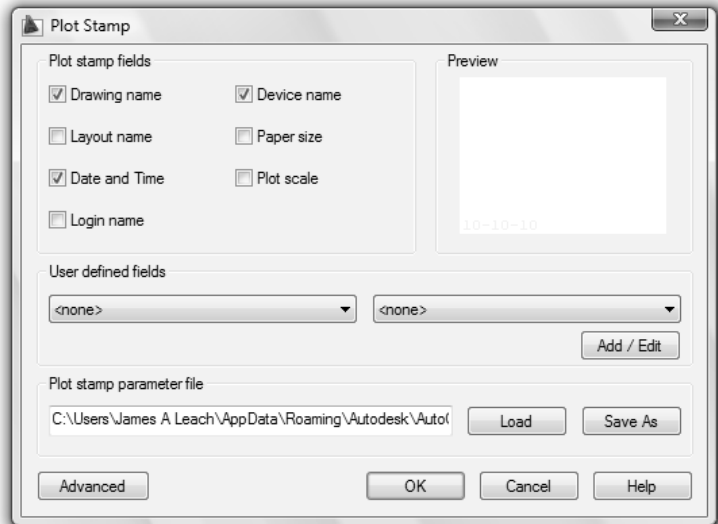 Plot Stamp
Plot stamp fields
Preview
Drawing name
Device name
Layout name
Paper size
Date and Time
Plot scale
Login name
10-10-10
User defined fields
<none>
<none>
Add / Edit
Plot stamp parameter file
C:\Users\James A Leach\AppData\Roaming\Autodesk\Auto
Load
Save As
Advanced
OK
Cancel
Help